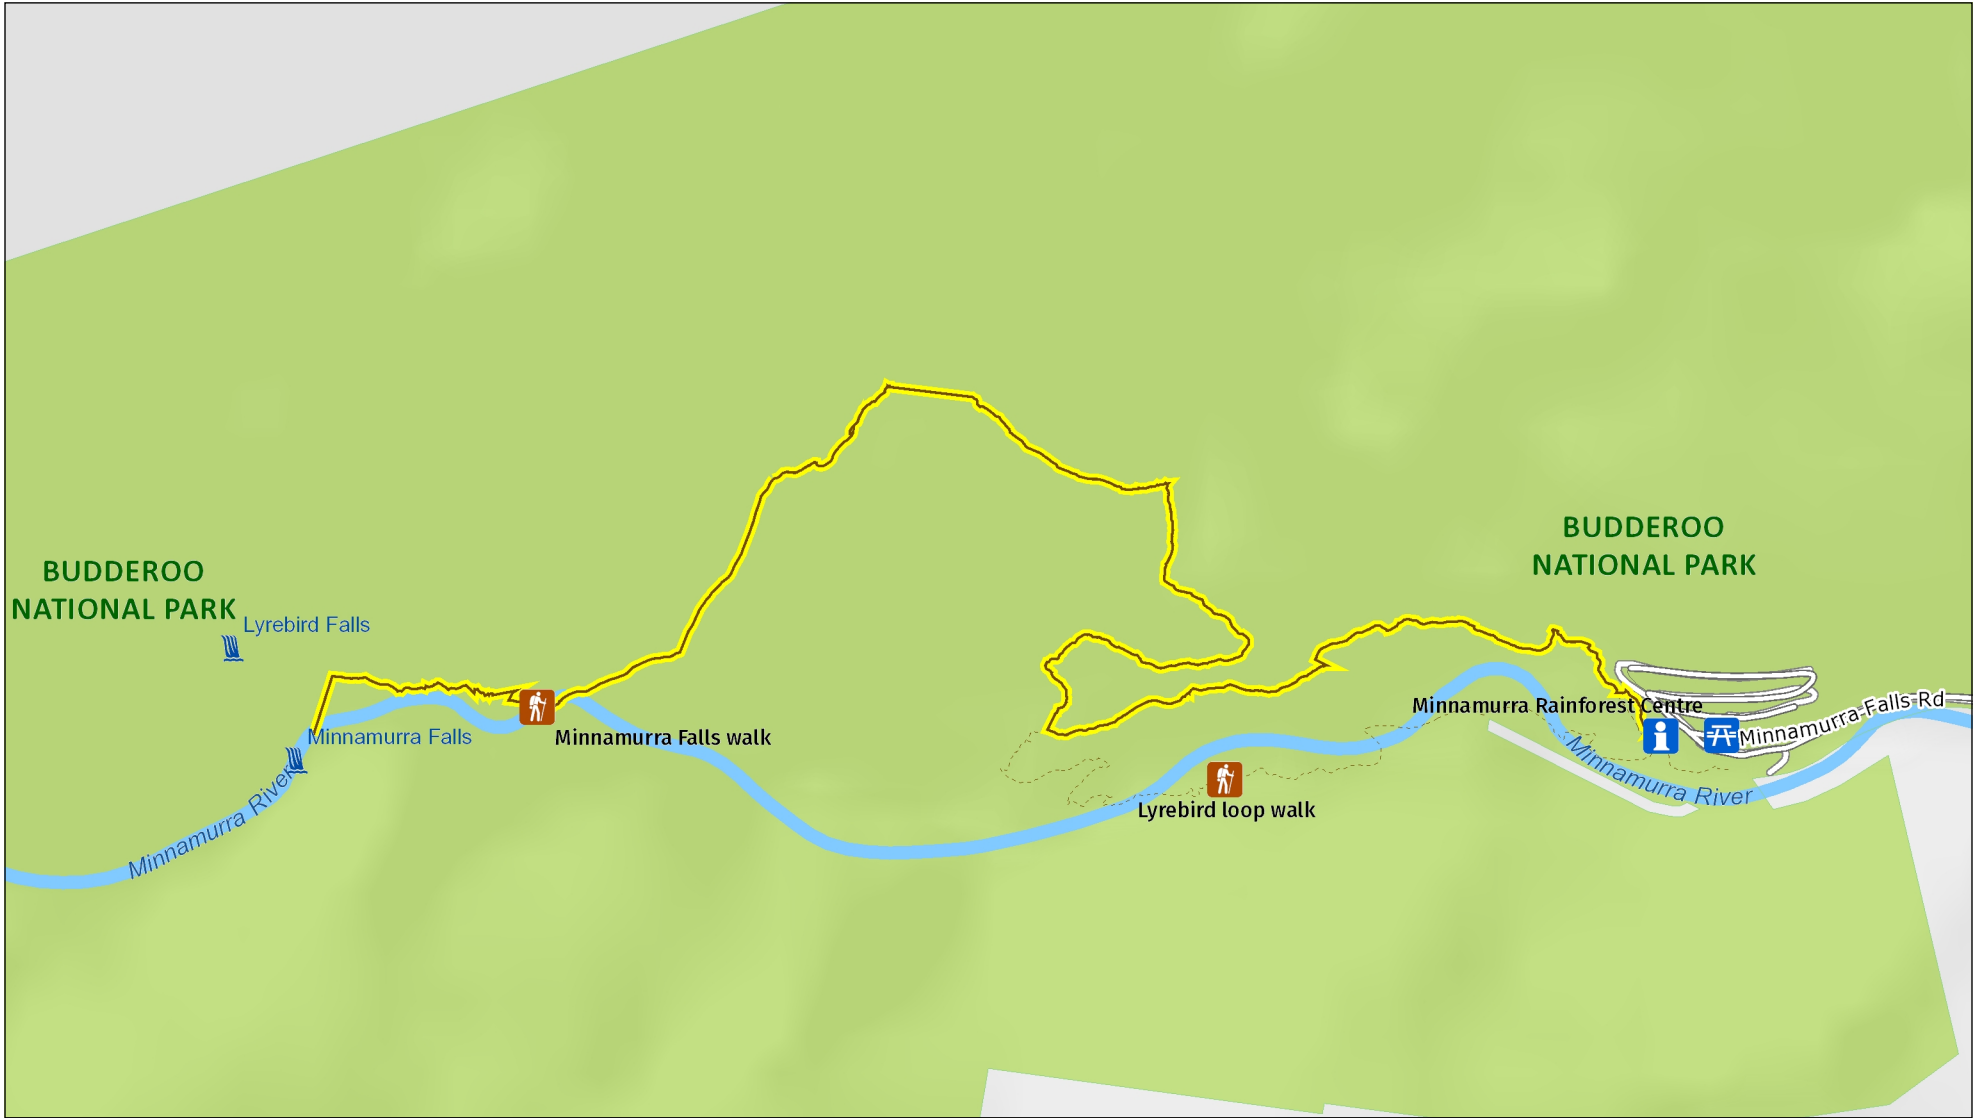 BUDDEROO
NATIONAL PARK
BUDDEROO
NATIONAL PARK
Lyrebird Falls
Minnamurra Falls
Minnamurra Falls walk
Minnamurra Rainforest Centre
Minnamurra Falls Rd
Minnamurra River
Minnamurra River
Lyrebird loop walk